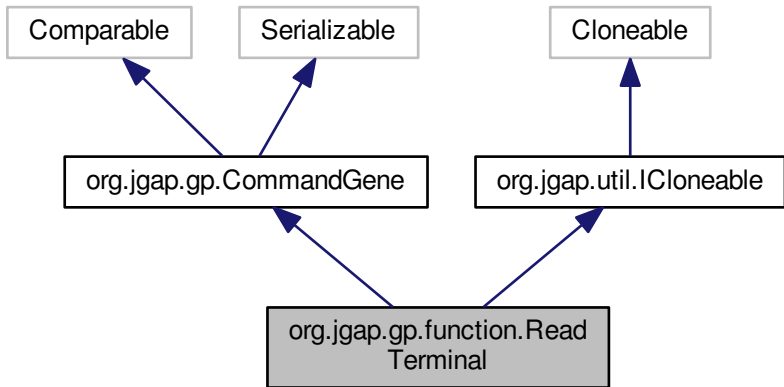 Comparable
Serializable
Cloneable
org.jgap.gp.CommandGene
org.jgap.util.ICloneable
org.jgap.gp.function.Read
Terminal